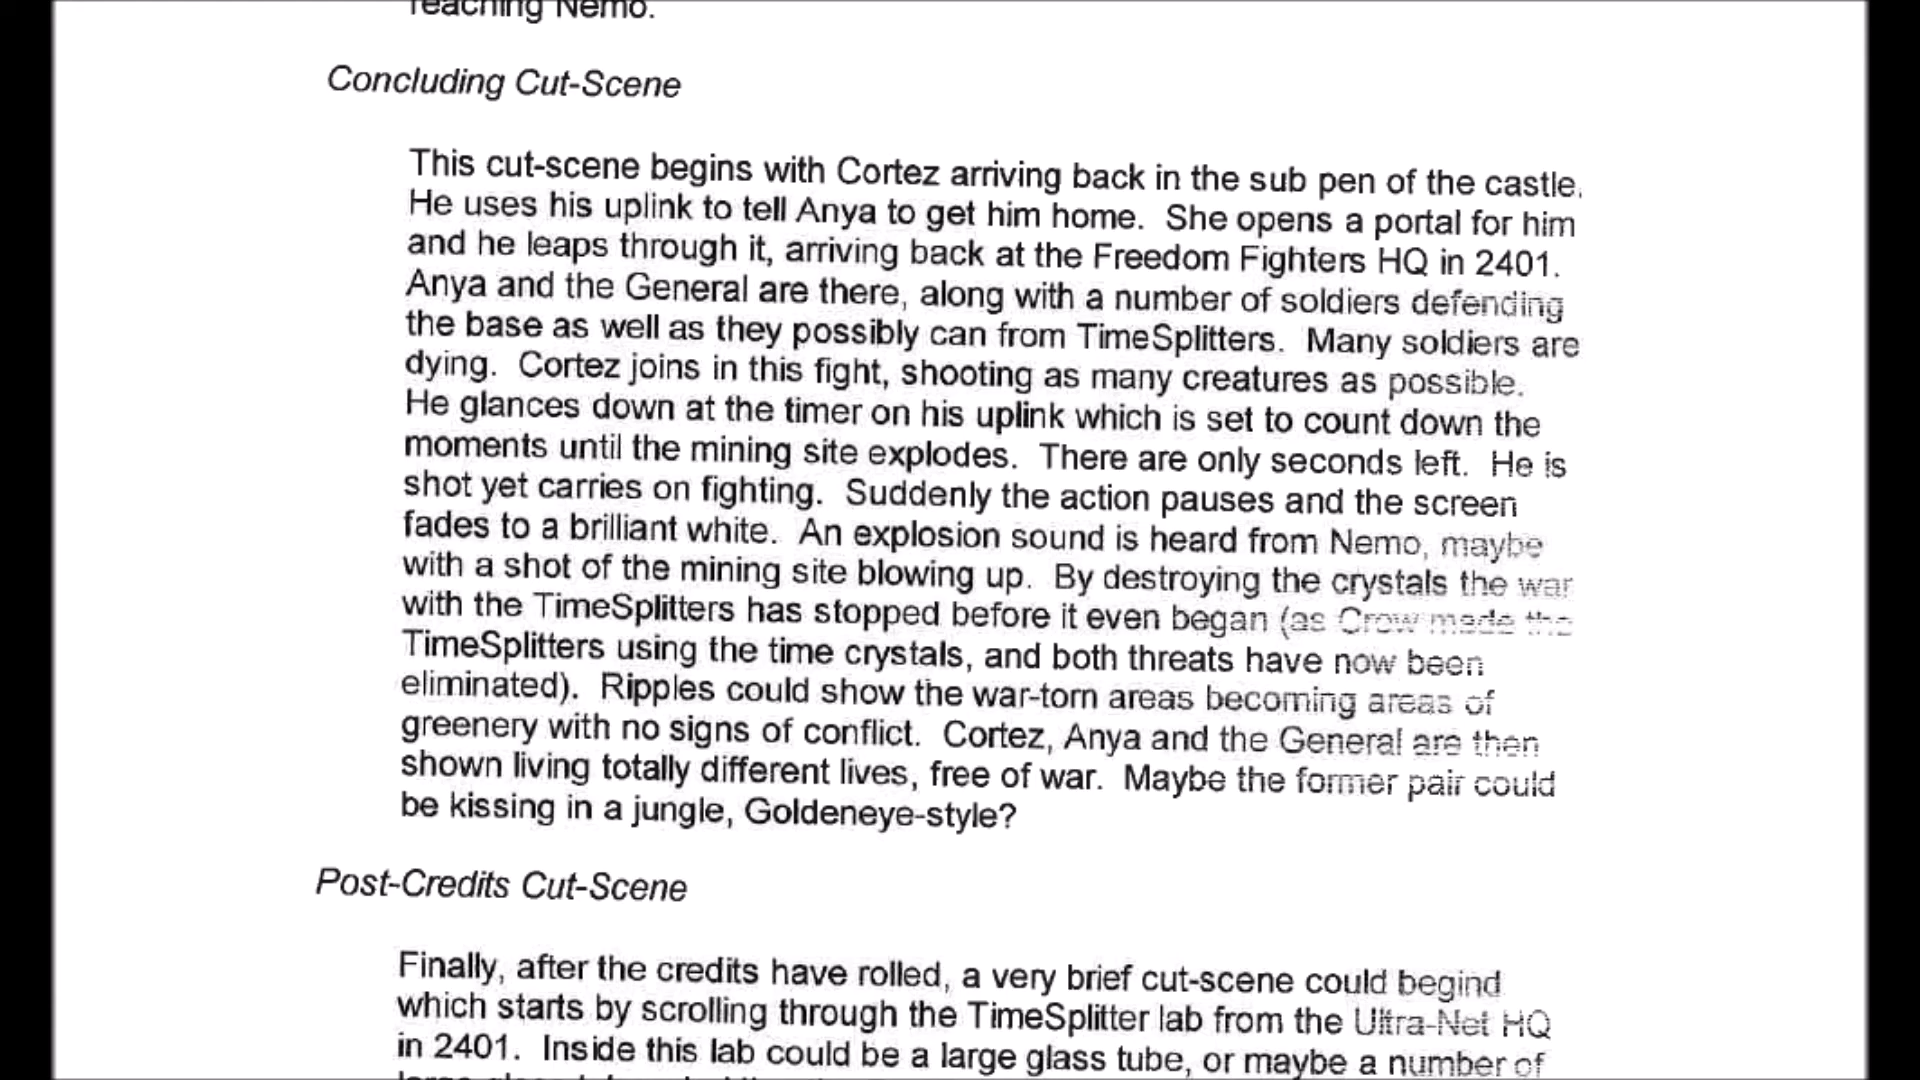 reaching Nemo.
Concluding Cut-Scene
This cut-scene begins with Cortez arriving back in the sub pen of the castle.
He uses his uplink to tell Anya to get him home. She opens a portal for him
and he leaps through it, arriving back at the Freedom Fighters HQ in 2401.
Anya and the General are there, along with a number of soldiers defending
the base as well as they possibly can from TimeSplitters. Many soldiers are
dying. Cortez joins in this fight, shooting as many creatures as possible.
He glances down at the timer on his uplink which is set to count down the
moments until the mining site explodes. There are only seconds left. He is
shot yet carries on fighting. Suddenly the action pauses and the screen
fades to a brilliant white. An explosion sound is heard from Nemo, maybe
with a shot of the mining site blowing up. By destroying the crystals the war
with the TimeSplitters has stopped before it even began (as Crow made the
TimeSplitters using the time crystals, and both threats have now been
eliminated). Ripples could show the war-torn areas becoming areas of
greenery with no signs of conflict. Cortez, Anya and the General are then
shown living totally different lives, free of war. Maybe the former pair could
be kissing in a jungle, Goldeneye-style?
Post-Credits Cut-Scene
Finally, after the credits have rolled, a very brief cut-scene could begind
which starts by scrolling through the TimeSplitter lab from the Ultra-Net HQ
in 2401. Inside this lab could be a large glass tube, or maybe a number of